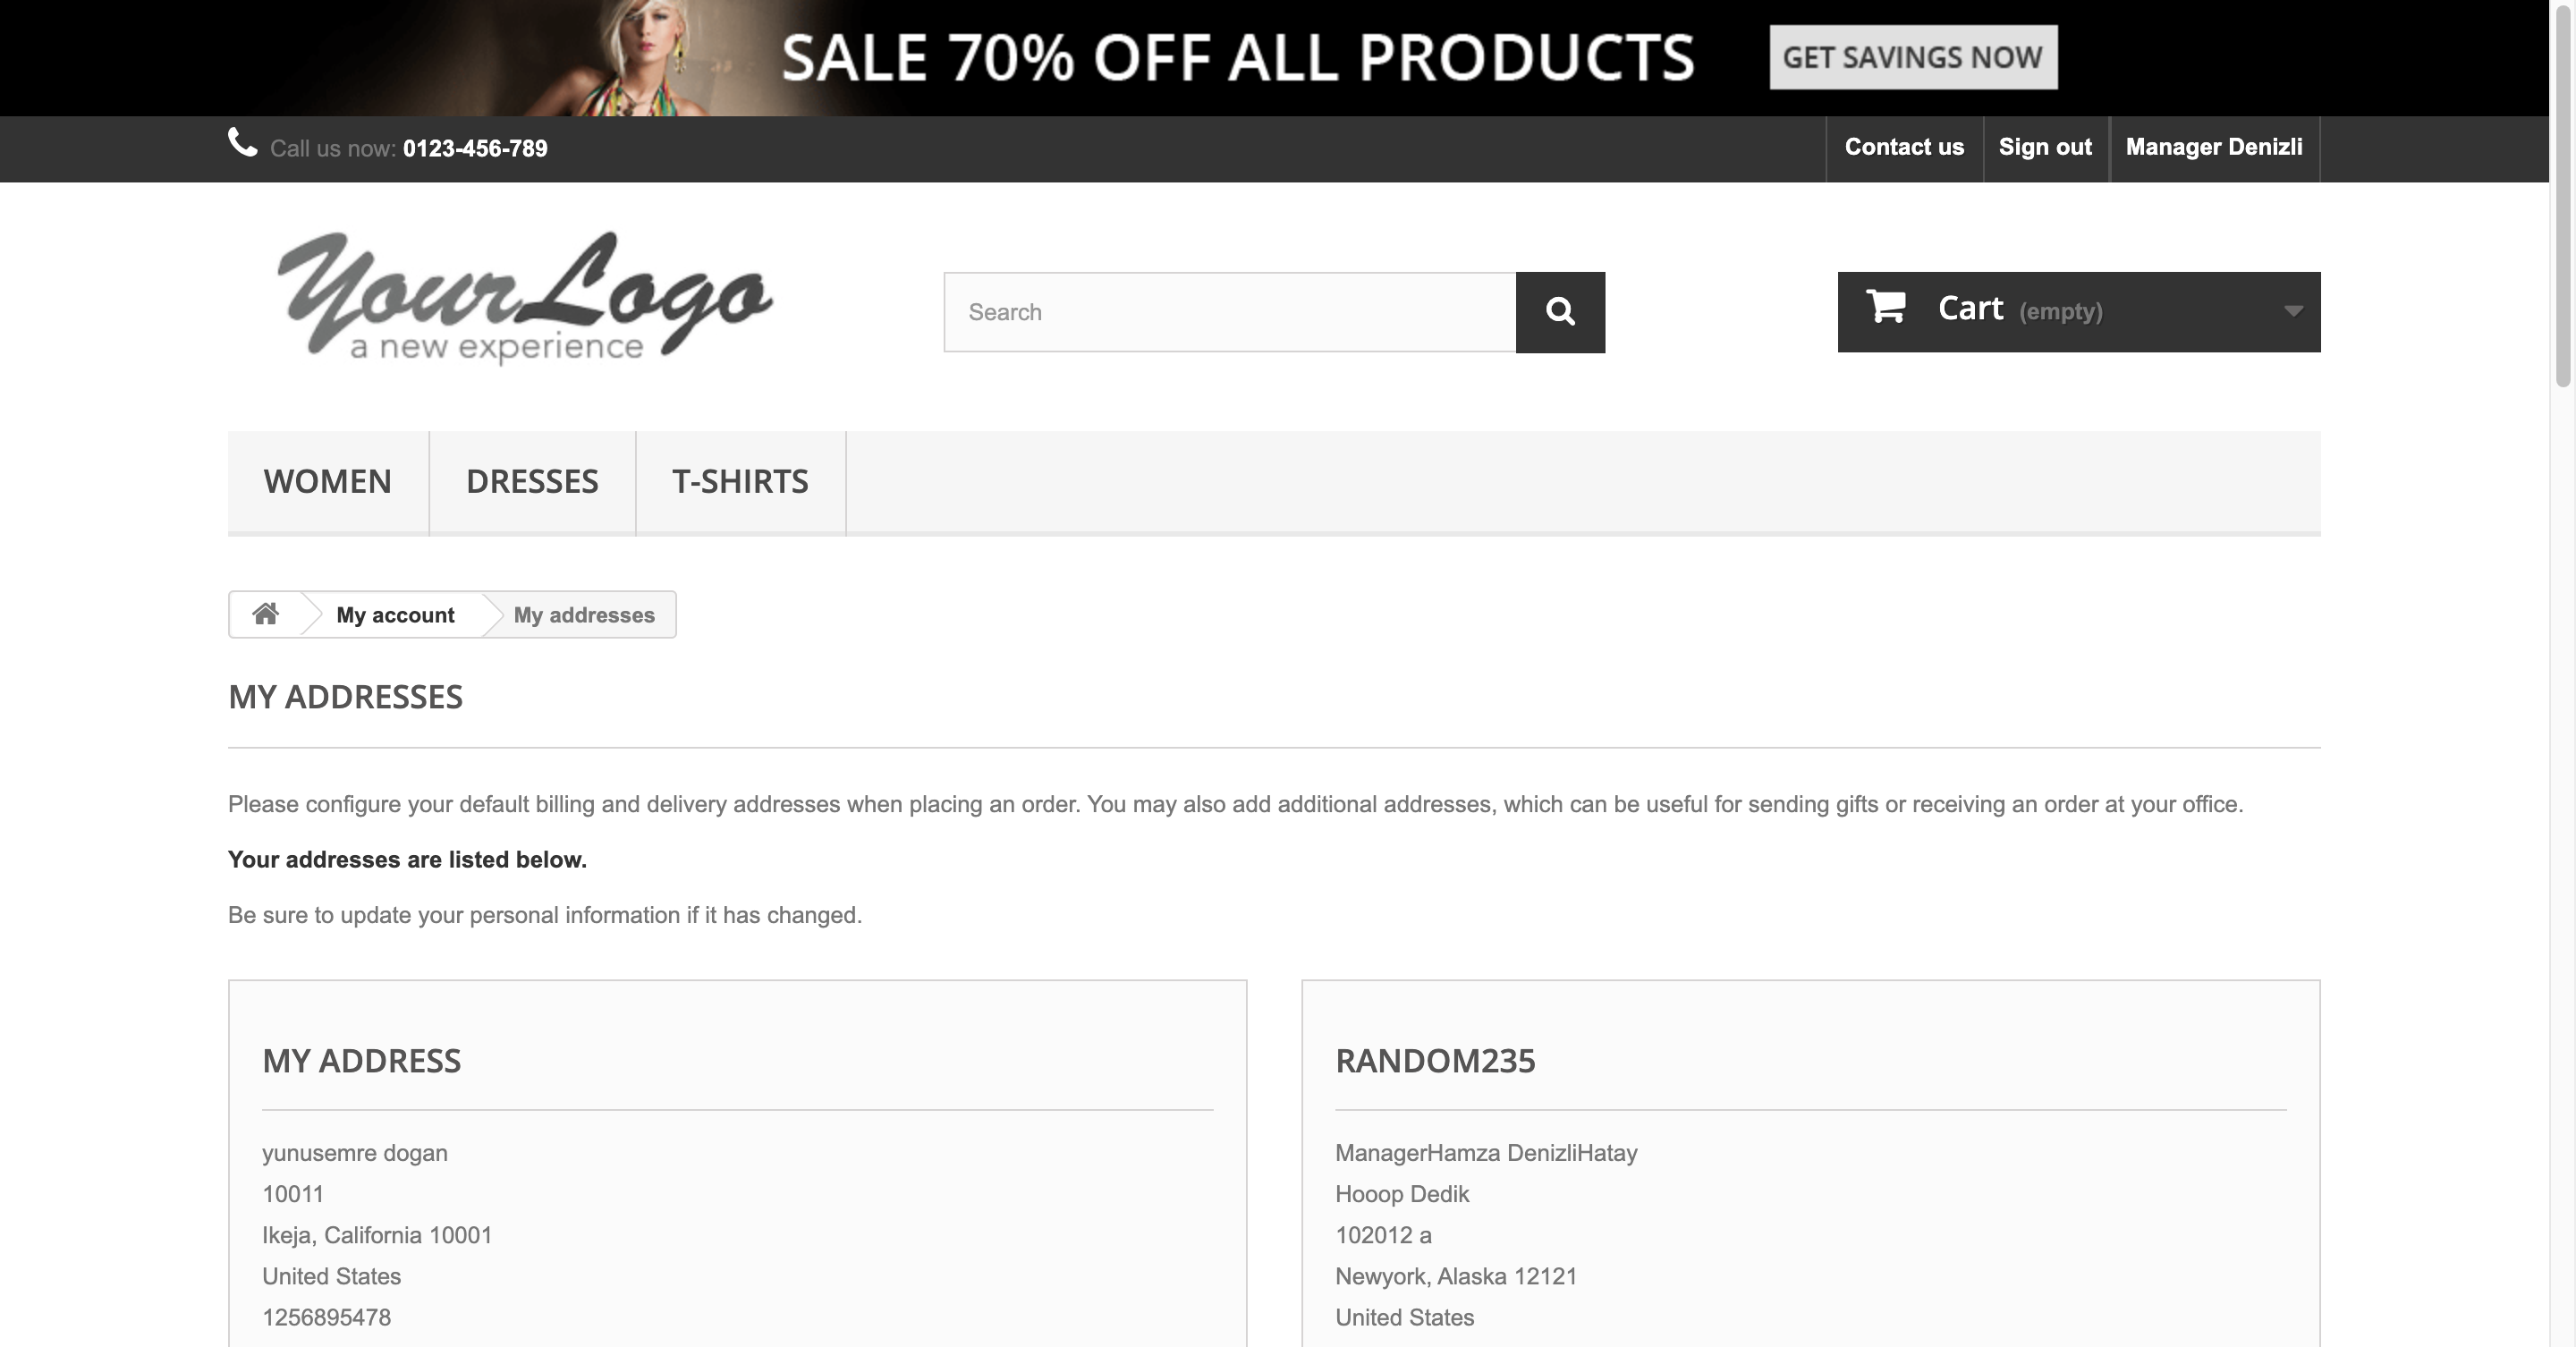 SALE 70% OFF ALL PRODUCTS GET SAVINGS NOW
Call us now: 0123-456-789 Contact us Sign out Manager Denizli
YourLogo
a new experience
Search
Cart (empty)
WOMEN DRESSES T-SHIRTS
My account My addresses
MY ADDRESSES
Please configure your default billing and delivery addresses when placing an order. You may also add additional addresses, which can be useful for sending gifts or receiving an order at your office.
Your addresses are listed below.
Be sure to update your personal information if it has changed.
MY ADDRESS
yunusemre dogan
10011
Ikeja, California 10001
United States
1256895478
RANDOM235
ManagerHamza DenizliHatay
Hooop Dedik
102012 a
Newyork, Alaska 12121
United States